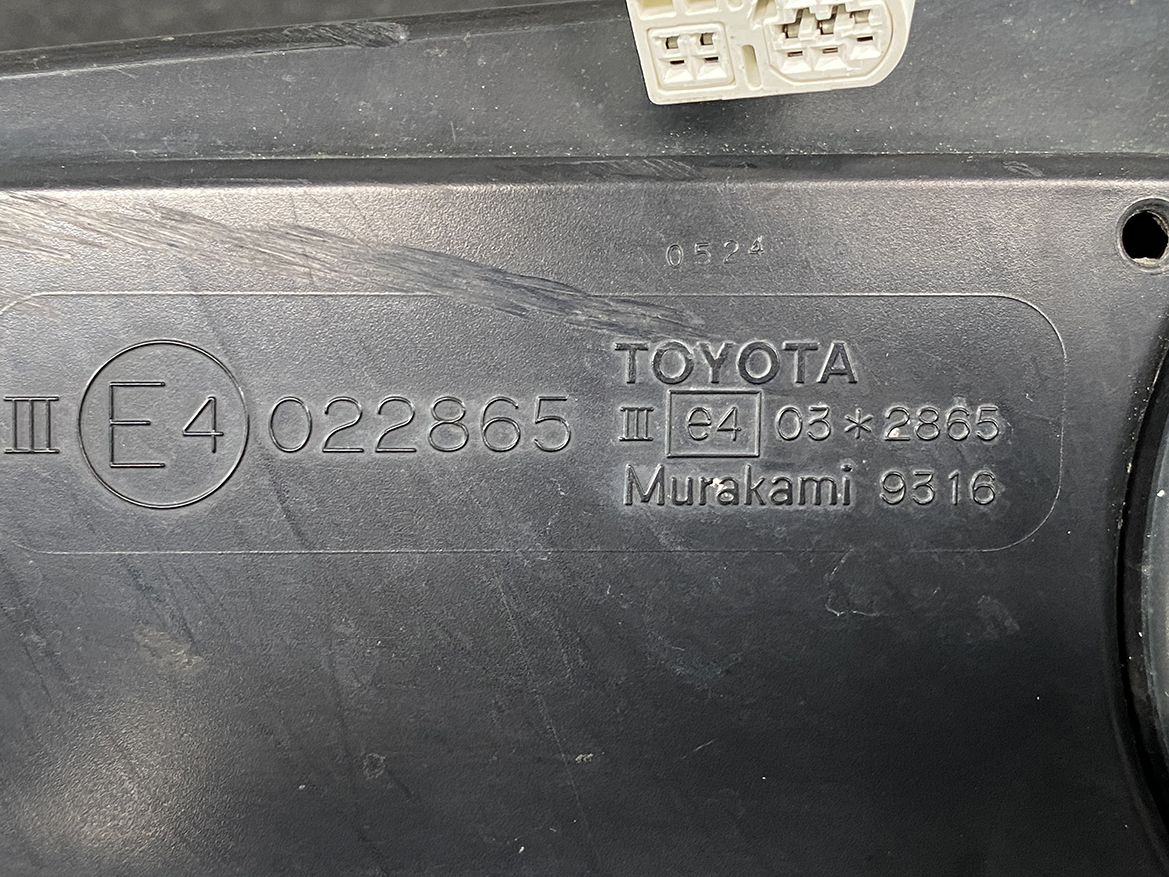 0524
III E4 022865
TOYOTA
III e4 03*2865
Murakami 9316